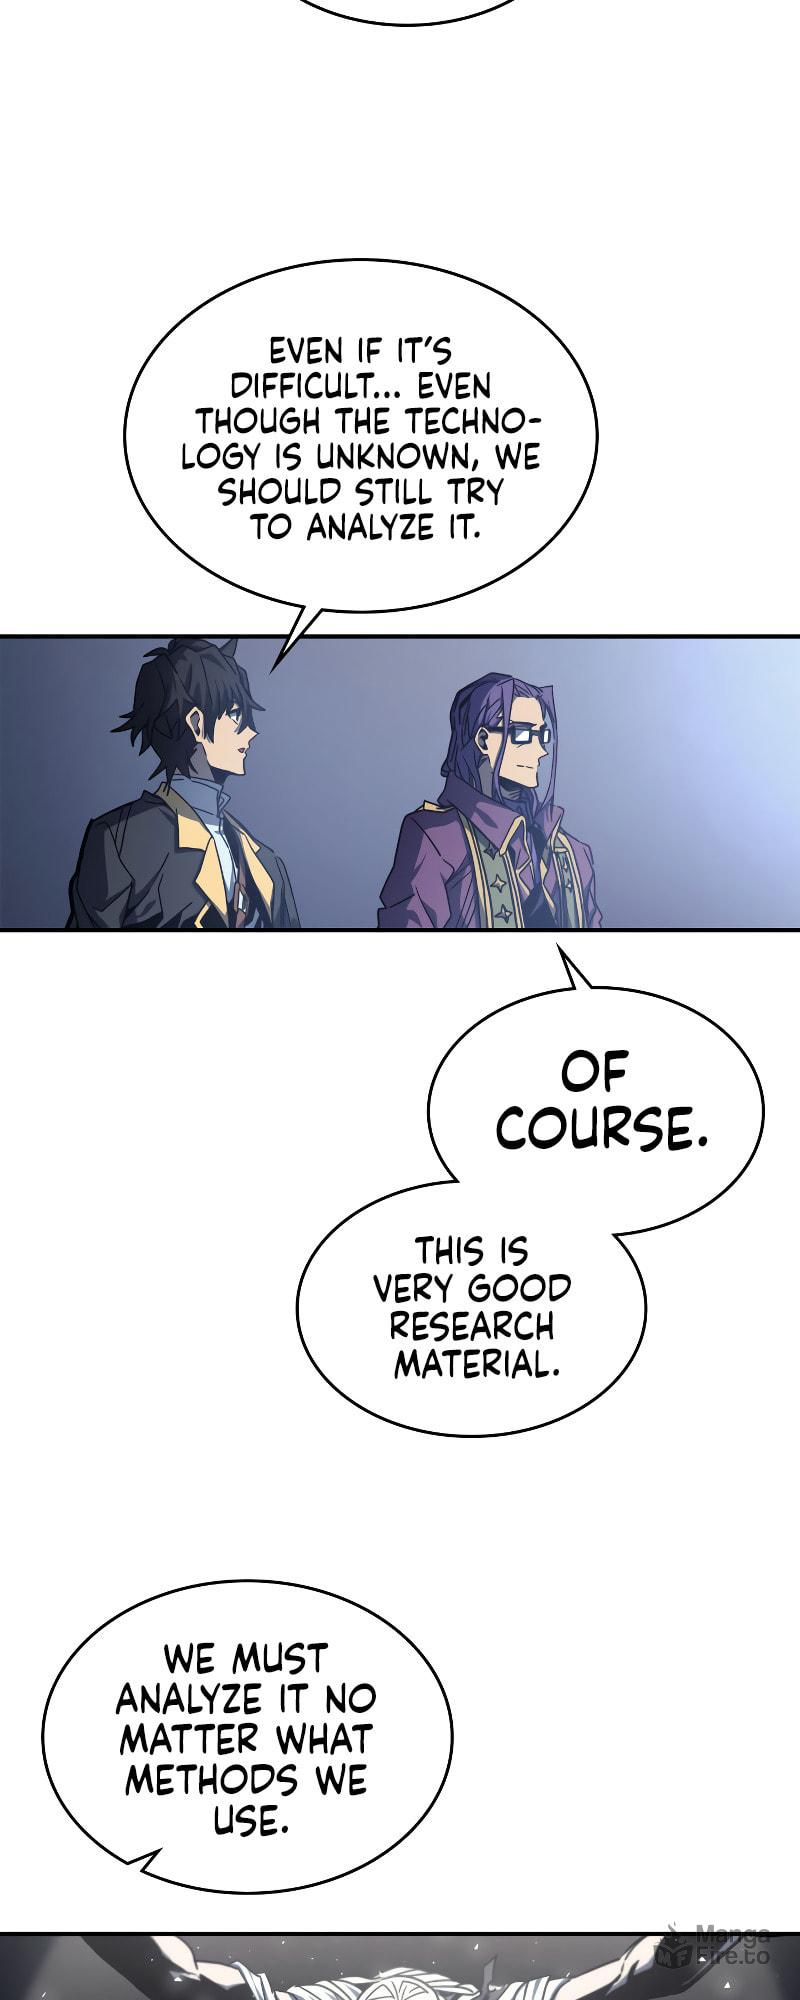 EVEN IF IT'S
DIFFICULT... EVEN
THOUGH THE TECHNO-
LOGY IS UNKNOWN, WE
SHOULD STILL TRY
TO ANALYZE IT.
OF
COURSE.
THIS IS
VERY GOOD
RESEARCH
MATERIAL.
WE MUST
ANALYZE IT NO
MATTER WHAT
METHODS WE
USE.
Manga
MF Fire.to